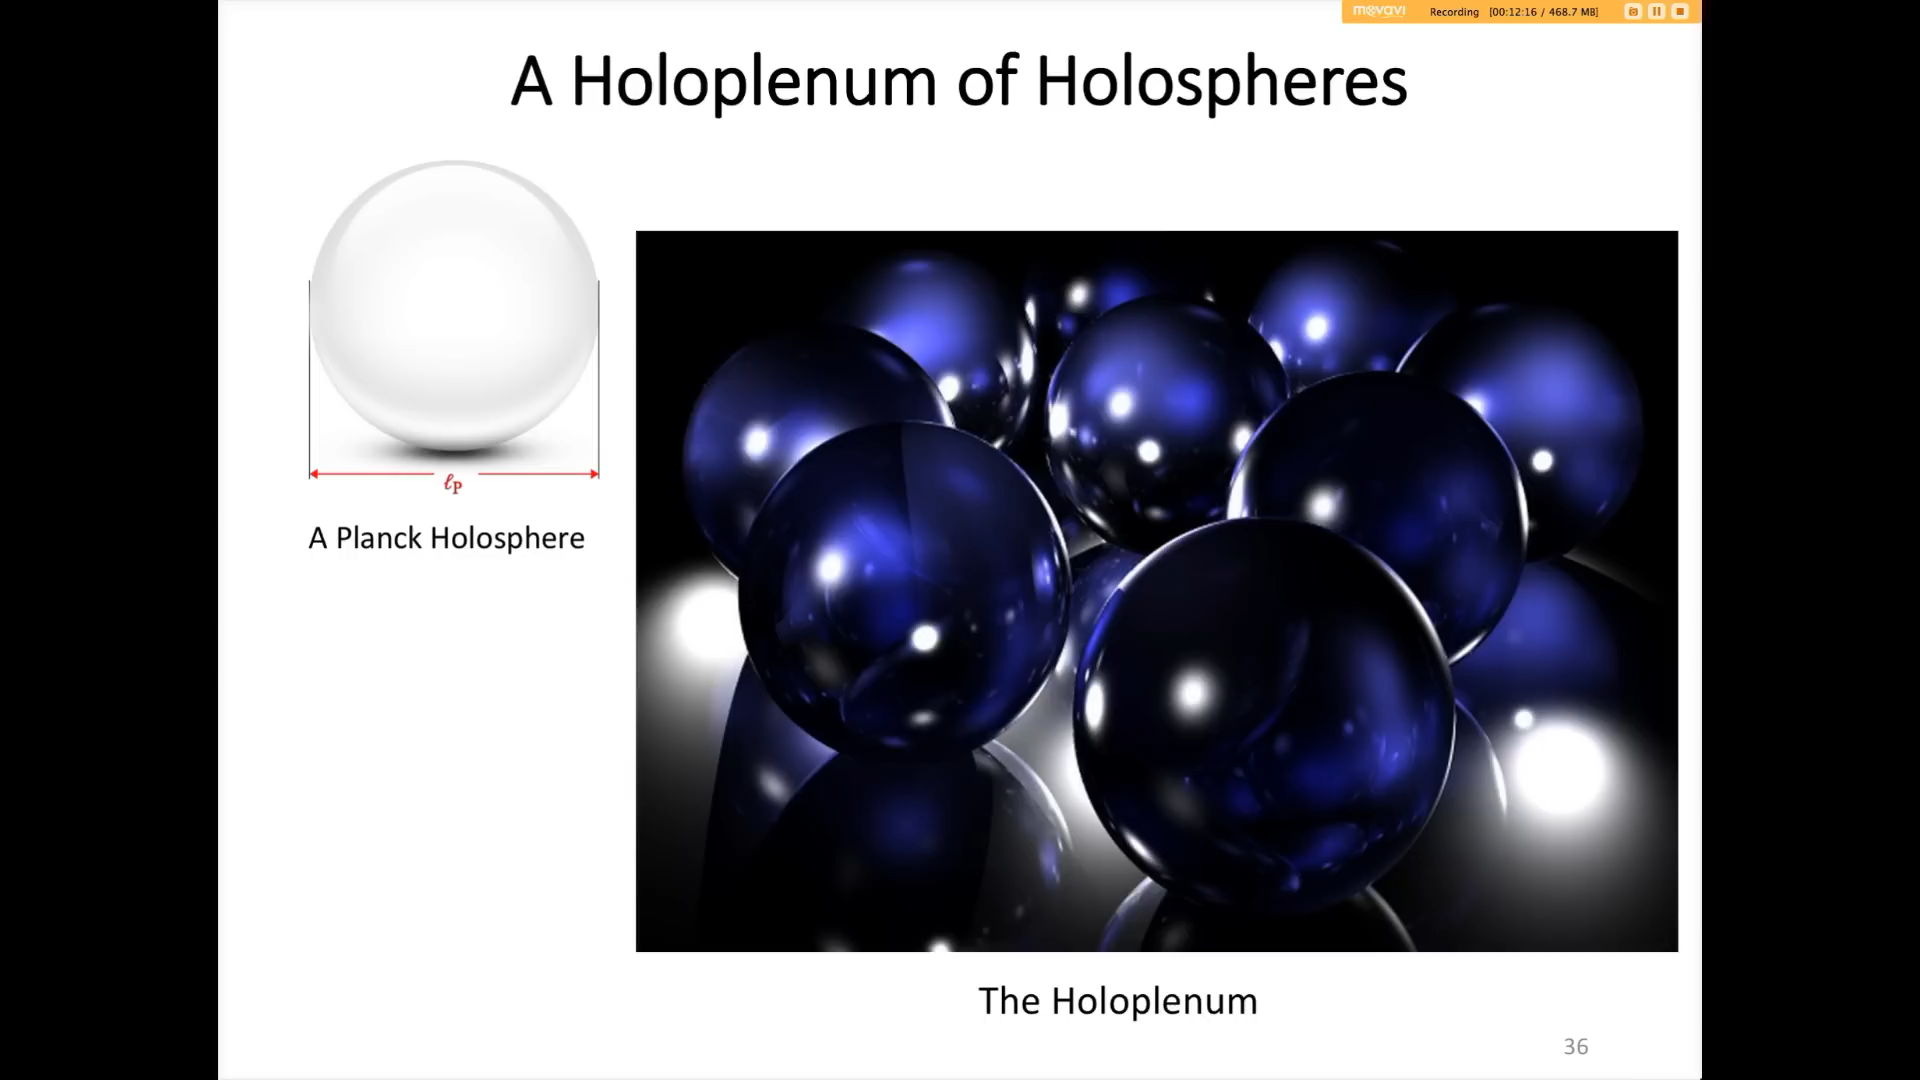 movavi Recording [00:12:16 / 468.7 MB]
A Holoplenum of Holospheres
ℓP
A Planck Holosphere
The Holoplenum
36